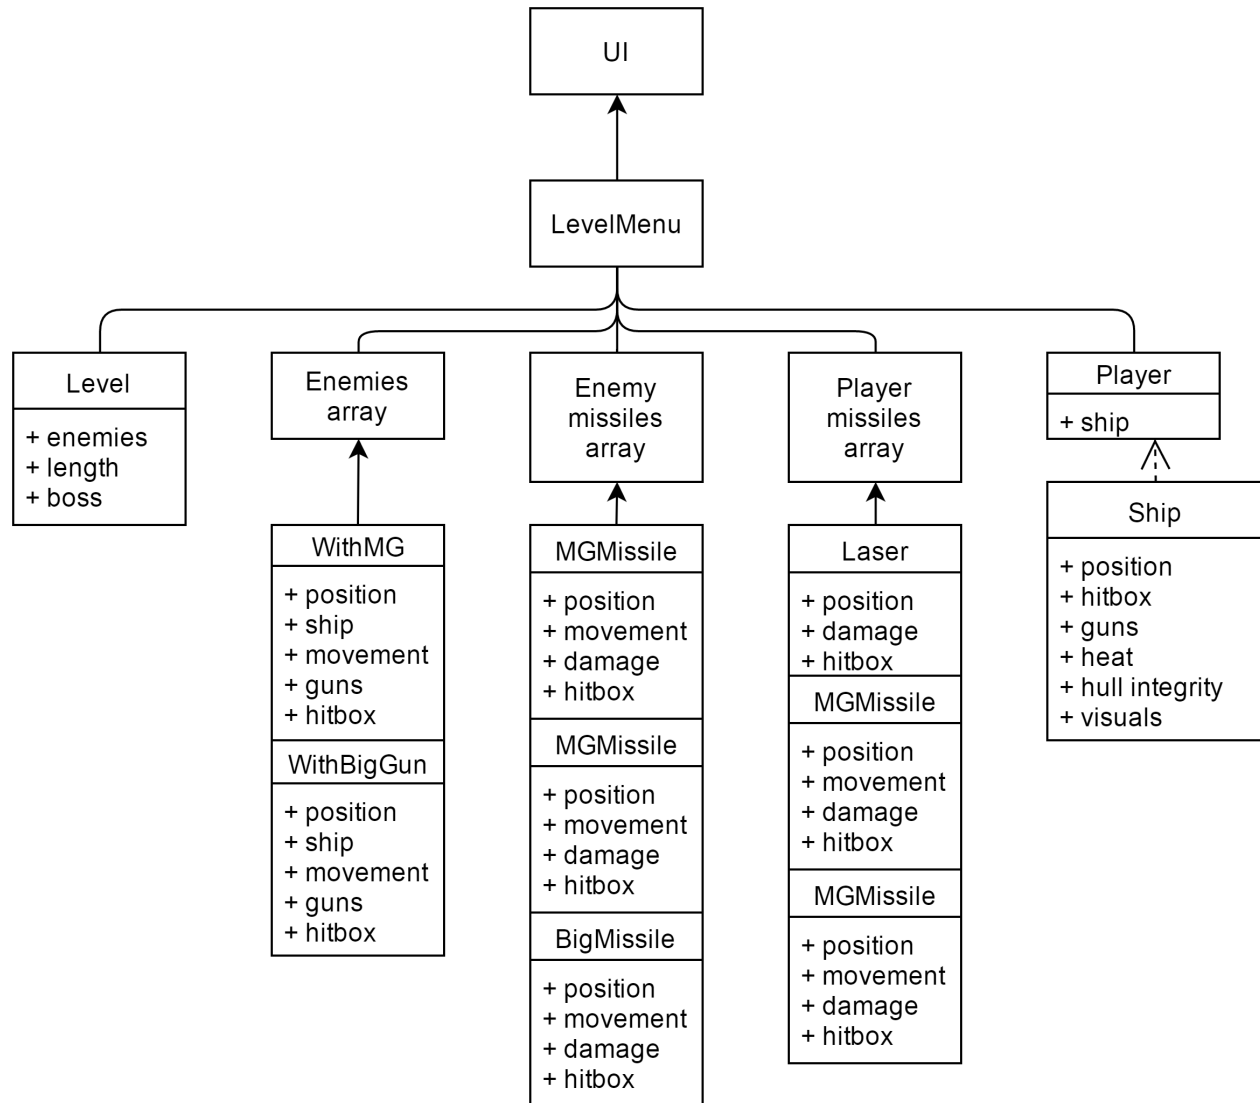 UI
LevelMenu
Level
+ enemies
+ length
+ boss
Enemies
array
WithMG
+ position
+ ship
+ movement
+ guns
+ hitbox
WithBigGun
+ position
+ ship
+ movement
+ guns
+ hitbox
Enemy
missiles
array
MGMissile
+ position
+ movement
+ damage
+ hitbox
MGMissile
+ position
+ movement
+ damage
+ hitbox
BigMissile
+ position
+ movement
+ damage
+ hitbox
Player
missiles
array
Laser
+ position
+ damage
+ hitbox
MGMissile
+ position
+ movement
+ damage
+ hitbox
MGMissile
+ position
+ movement
+ damage
+ hitbox
Player
+ ship
Ship
+ position
+ hitbox
+ guns
+ heat
+ hull integrity
+ visuals